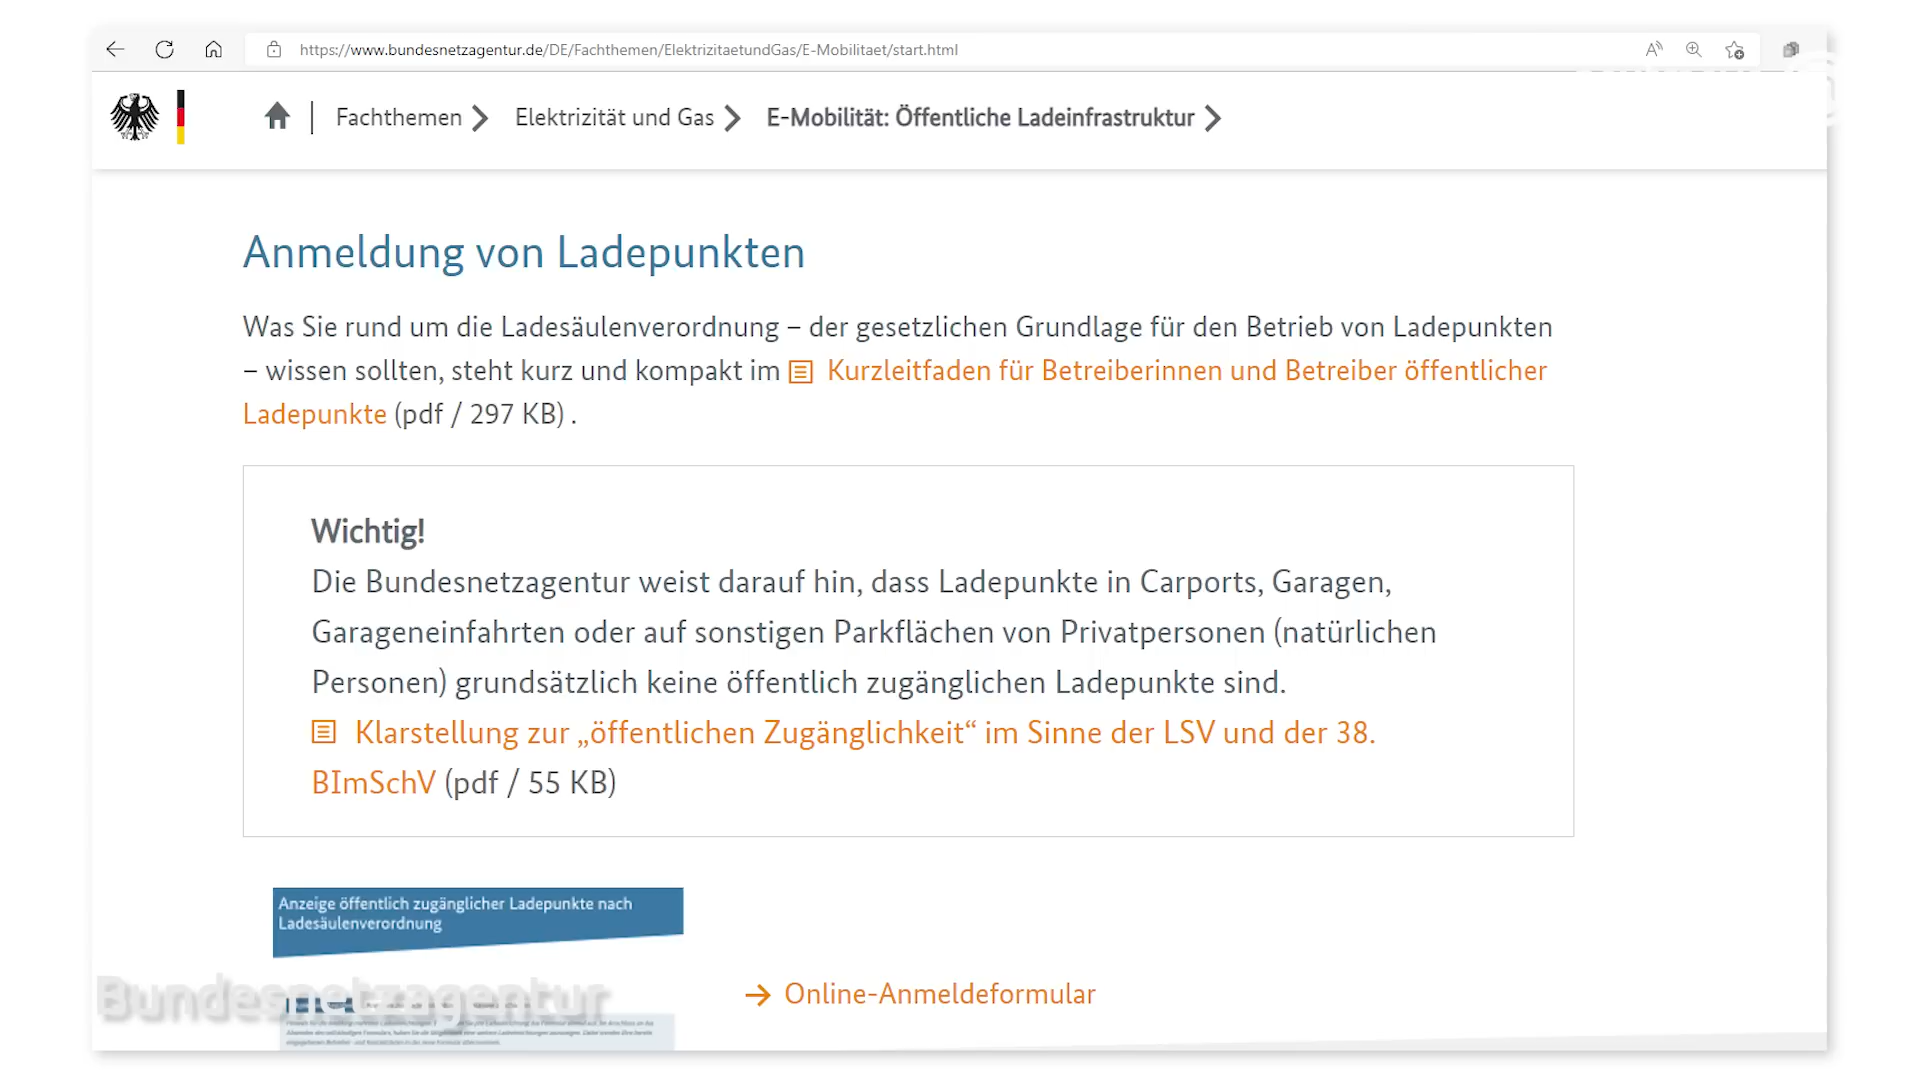 https://www.bundesnetzagentur.de/DE/Fachthemen/ElektrizitaetundGas/E-Mobilitaet/start.html
Fachthemen
Elektrizität und Gas
E-Mobilität: Öffentliche Ladeinfrastruktur
Anmeldung von Ladepunkten
Was Sie rund um die Ladesäulenverordnung – der gesetzlichen Grundlage für den Betrieb von Ladepunkten
– wissen sollten, steht kurz und kompakt im Kurzleitfaden für Betreiberinnen und Betreiber öffentlicher
Ladepunkte (pdf / 297 KB) .
Wichtig!
Die Bundesnetzagentur weist darauf hin, dass Ladepunkte in Carports, Garagen,
Garageneinfahrten oder auf sonstigen Parkflächen von Privatpersonen (natürlichen
Personen) grundsätzlich keine öffentlich zugänglichen Ladepunkte sind.
Klarstellung zur „öffentlichen Zugänglichkeit“ im Sinne der LSV und der 38.
BImSchV (pdf / 55 KB)
Anzeige öffentlich zugänglicher Ladepunkte nach
Ladesäulenverordnung
Bundesnetzagentur
Online-Anmeldeformular